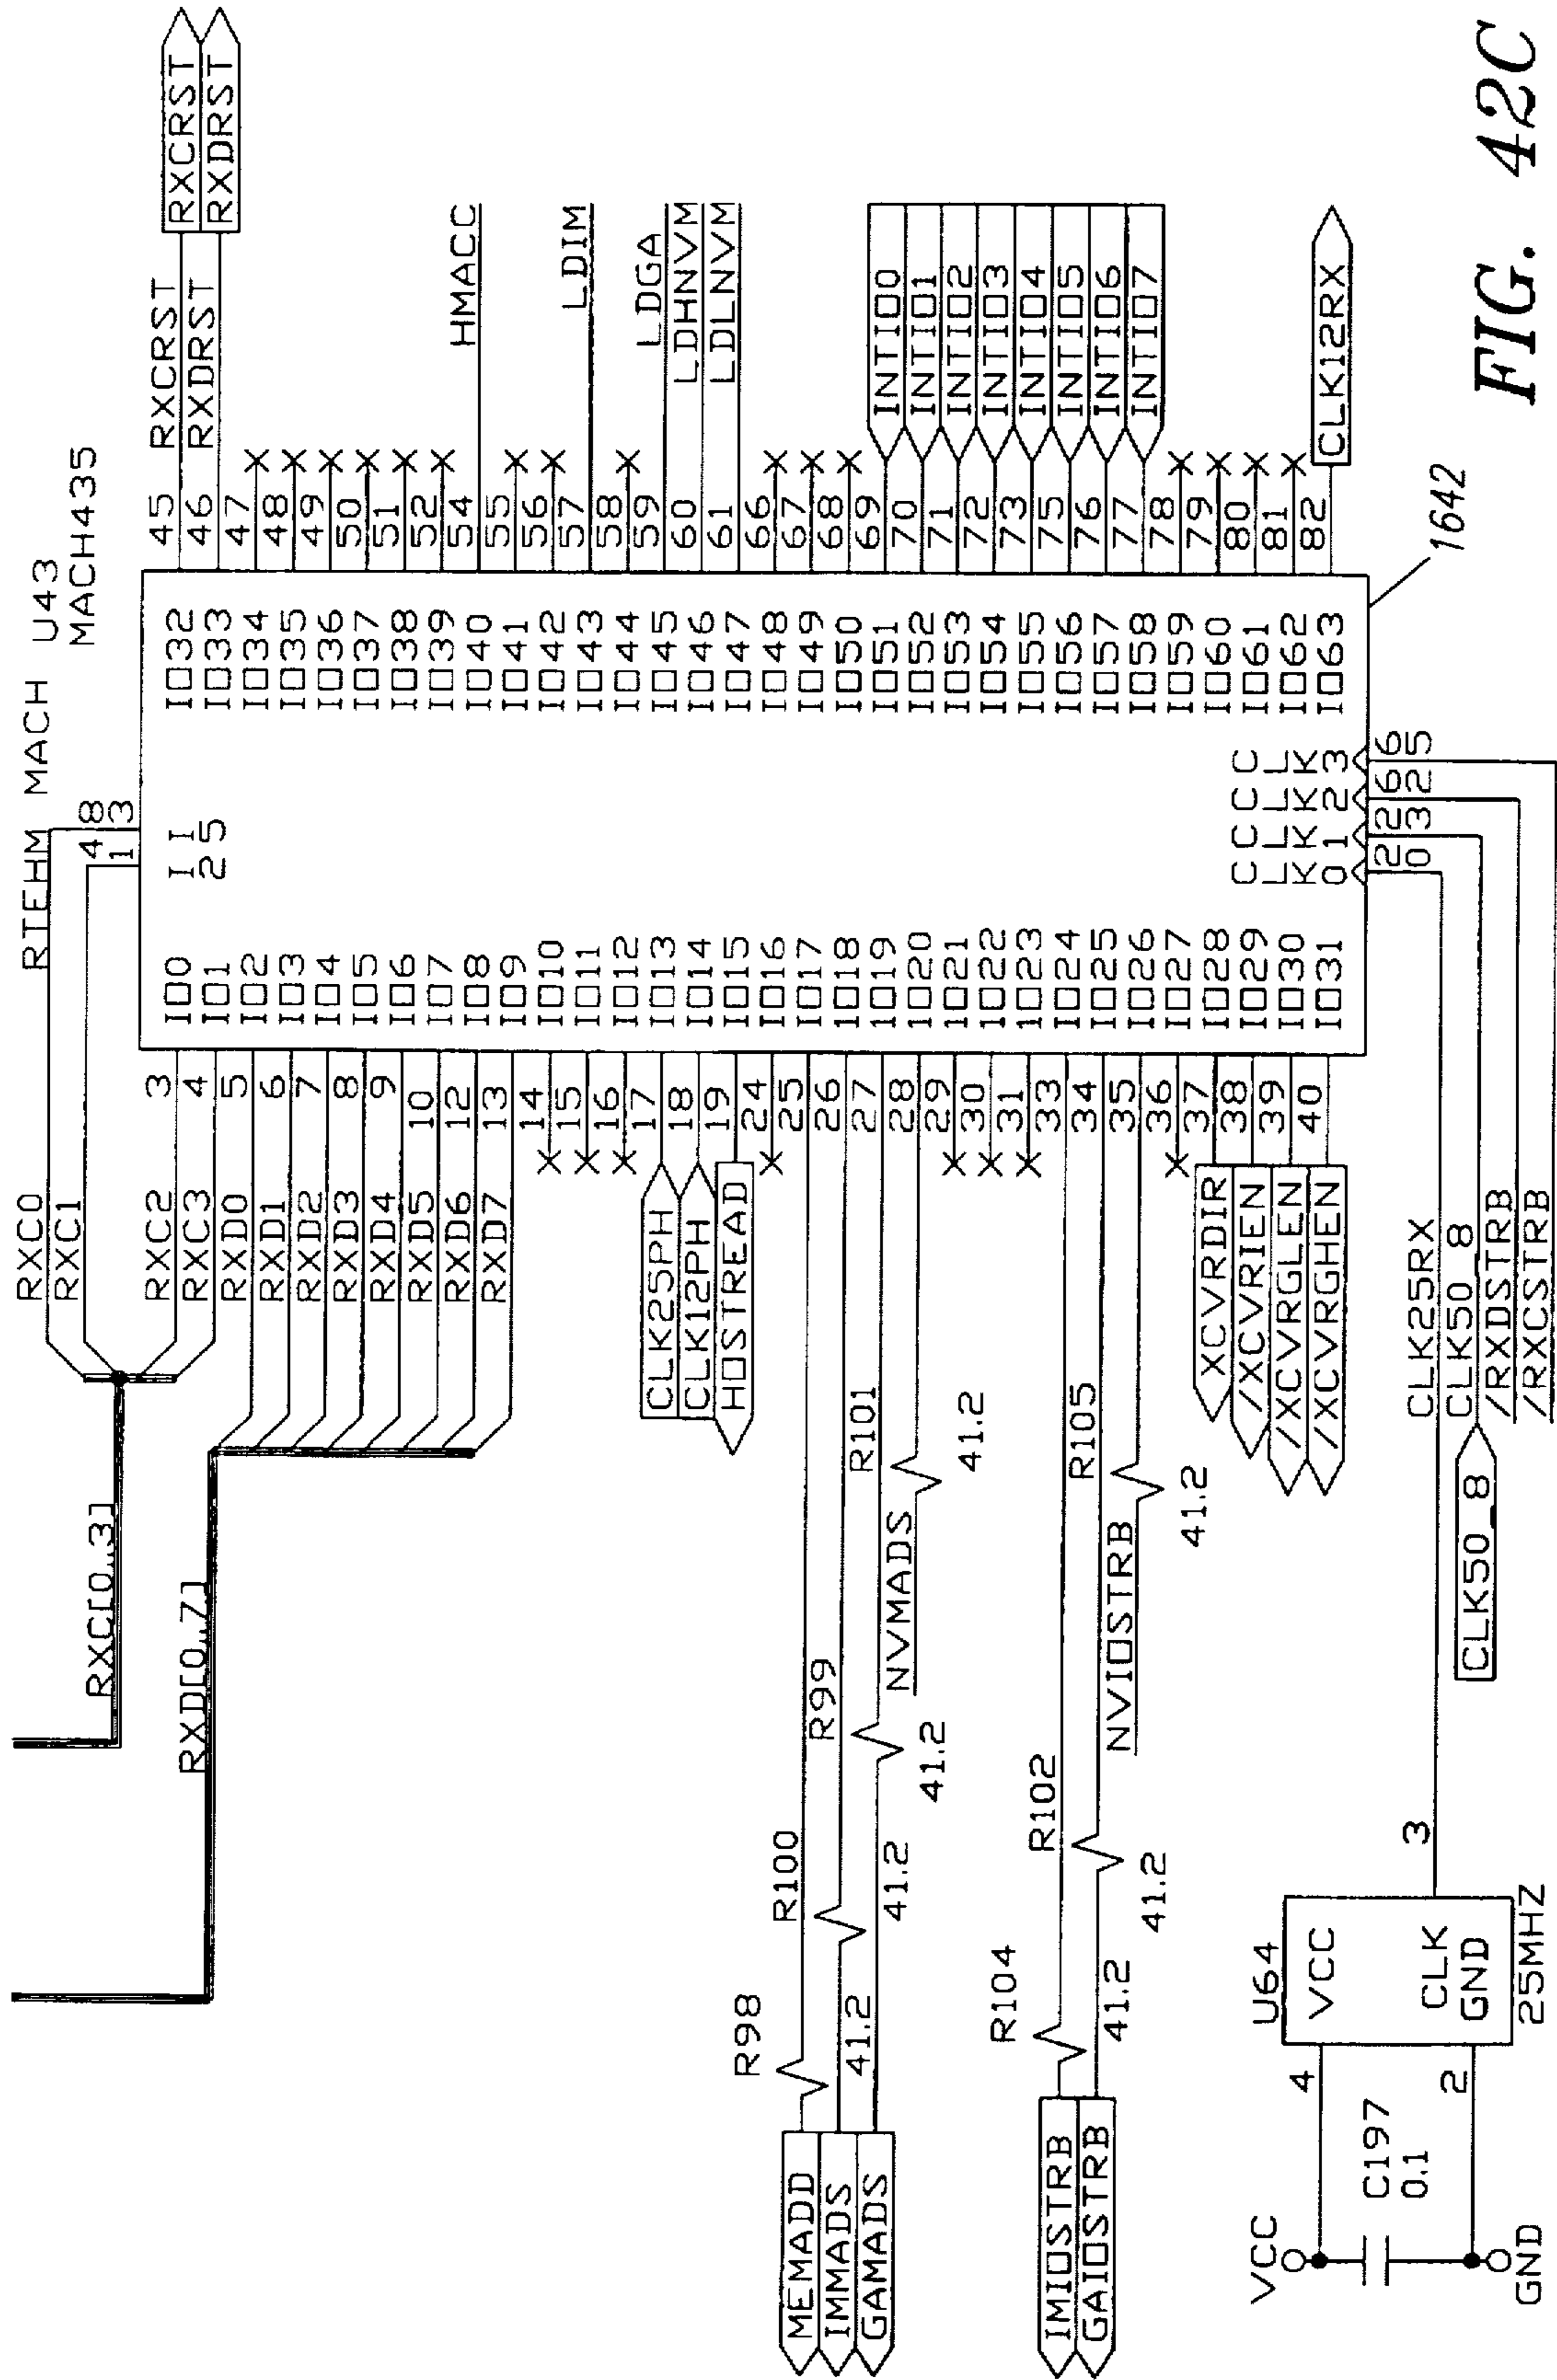 RXC[0..3]
RXD[0..7]
RXC0
RXC1
RXC2
RXC3
RXD0
RXD1
RXD2
RXD3
RXD4
RXD5
RXD6
RXD7
RTEHM MACH U43
MACH435
41
83
I2
I5
3 IO0
4 IO1
5 IO2
6 IO3
7 IO4
8 IO5
9 IO6
10 IO7
12 IO8
13 IO9
14 IO10
15 IO11
16 IO12
17 IO13
18 IO14
19 IO15
24 IO16
25 IO17
26 IO18
27 IO19
28 IO20
29 IO21
30 IO22
31 IO23
33 IO24
34 IO25
35 IO26
36 IO27
37 IO28
38 IO29
39 IO30
40 IO31
IO32 45 RXCRST
IO33 46 RXDRST
IO34 47
IO35 48
IO36 49
IO37 50
IO38 51
IO39 52
IO40 54 HMACC
IO41 55
IO42 56
IO43 57 LDIM
IO44 58
IO45 59 LDGA
IO46 60 LDHNVM
IO47 61 LDLNVM
IO48 66
IO49 67
IO50 68
IO51 69 INTIO0
IO52 70 INTIO1
IO53 71 INTIO2
IO54 72 INTIO3
IO55 73 INTIO4
IO56 75 INTIO5
IO57 76 INTIO6
IO58 77 INTIO7
IO59 78
IO60 79
IO61 80
IO62 81
IO63 82 CLK12RX
RXCRST
RXDRST
CLK0
CLK1
CLK2
CLK3
20
23
62
65
CLK25PH
CLK12PH
HOSTREAD
MEMADD
IMMADS
GAMADS
R98
41.2
R100
41.2
R99
41.2
R101
41.2
NVMADS
IMIOSTRB
GAIOSTRB
R104
41.2
R102
41.2
R105
41.2
NVIOSTRB
XCVRDIR
/XCVRIEN
/XCVRGLEN
/XCVRGHEN
CLK25RX
CLK50_8
/RXDSTRB
/RXCSTRB
CLK50_8
VCC
C197
0.1
GND
4
2
U64
VCC
CLK
GND
25MHZ
3
1642
FIG. 42C